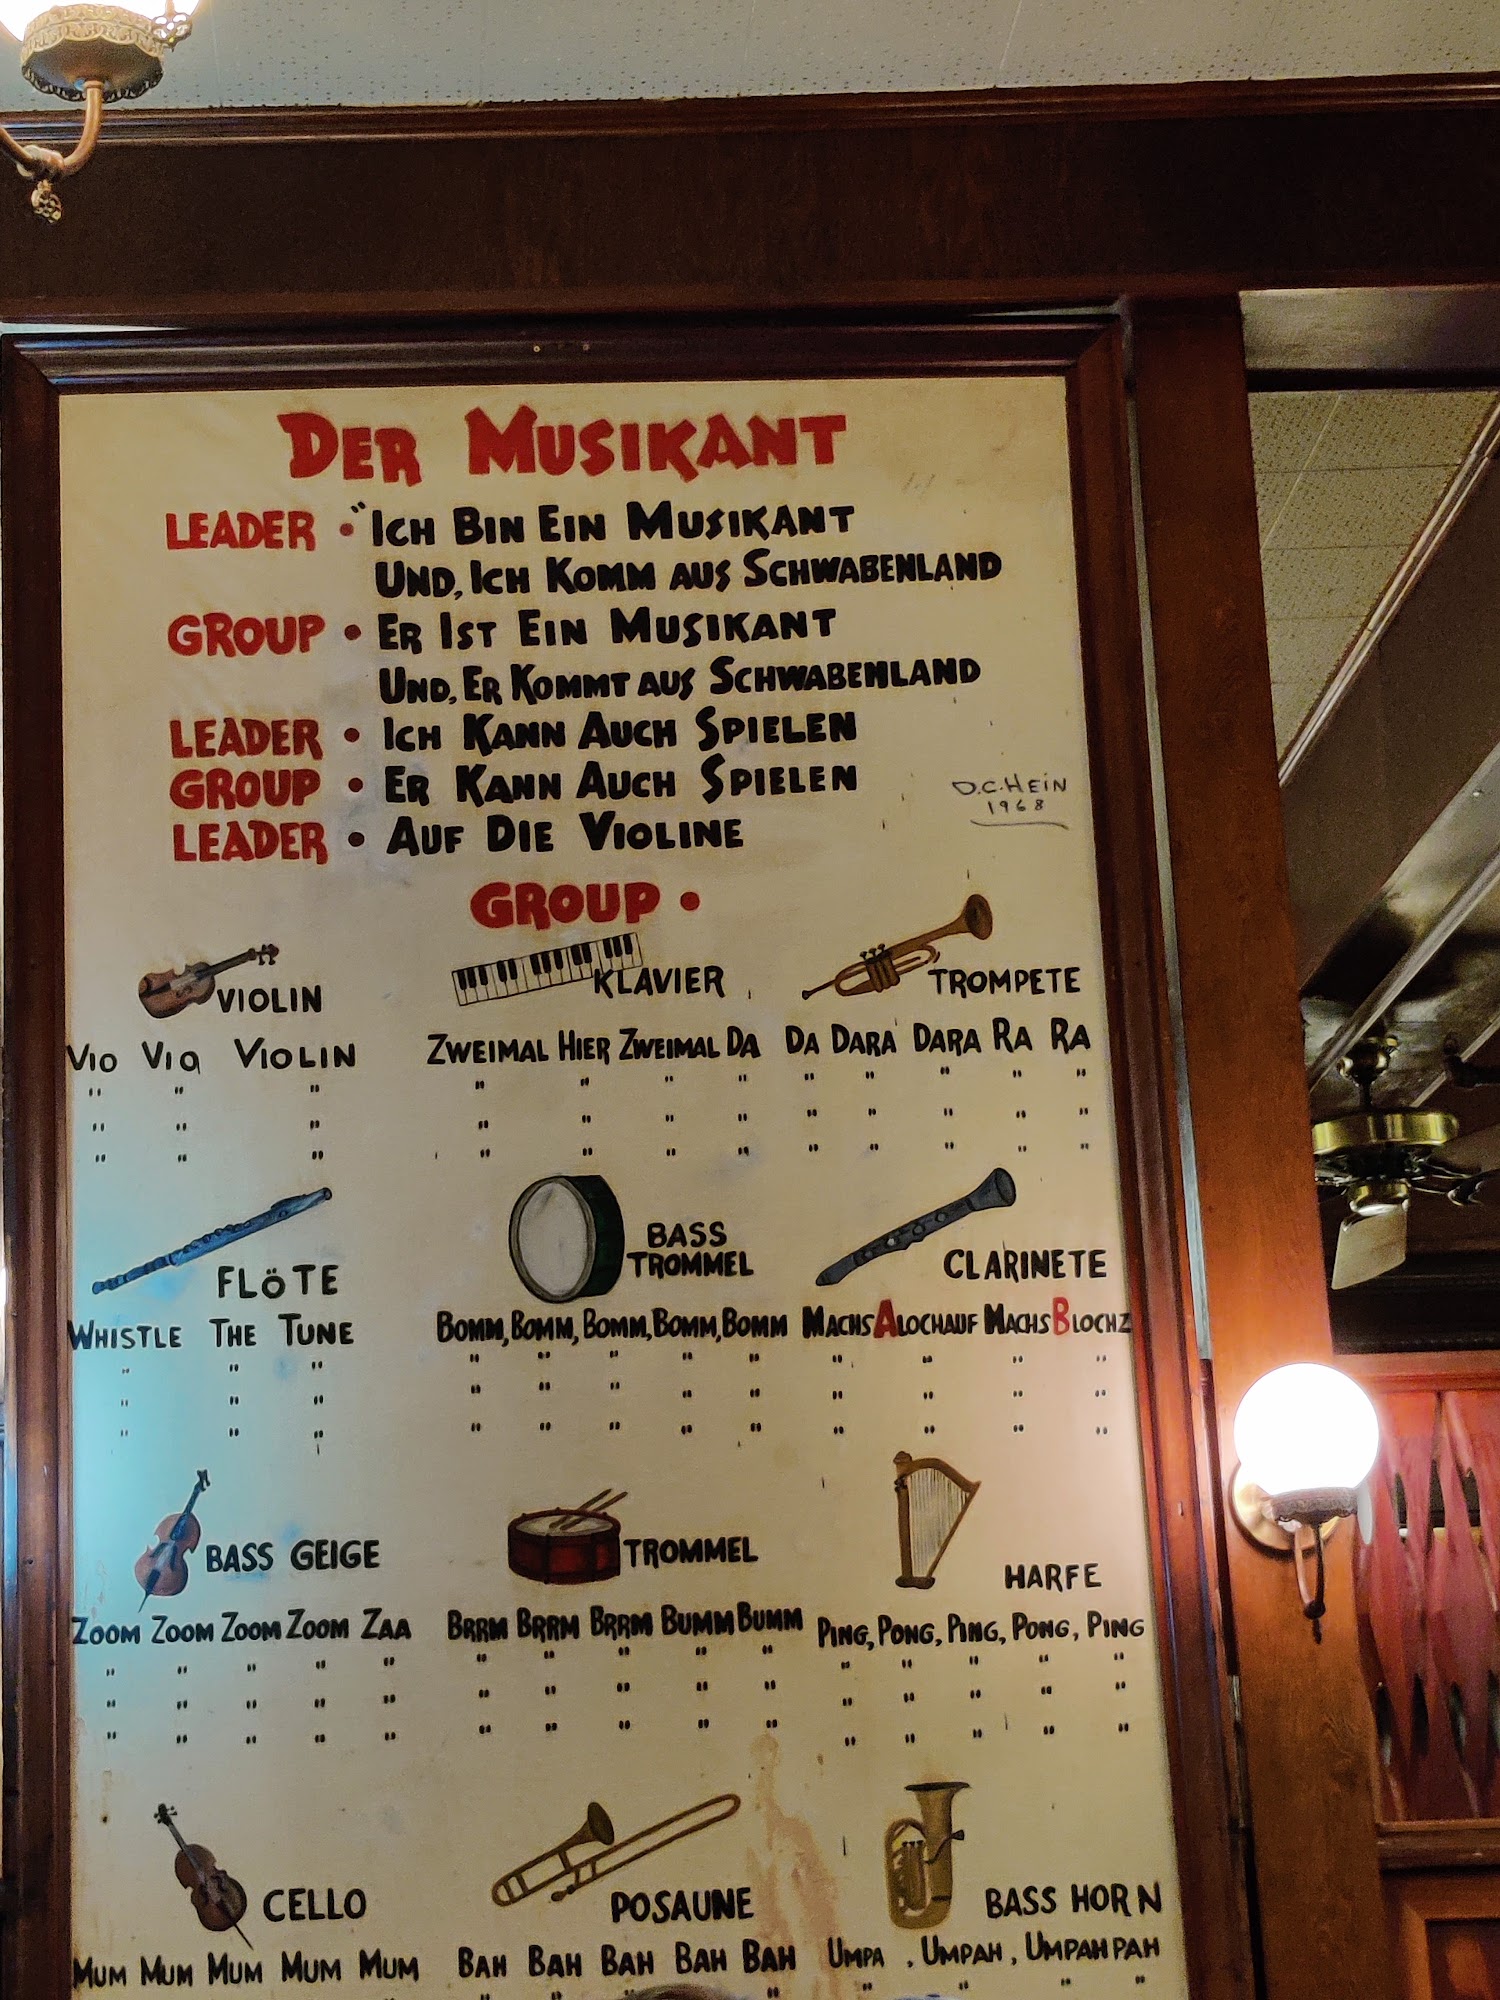 DER MUSIKANT
LEADER • "ICH BIN EIN MUSIKANT
UND, ICH KOMM AUS SCHWABENLAND
GROUP • ER IST EIN MUSIKANT
UND, ER KOMMT AUS SCHWABENLAND
LEADER • ICH KANN AUCH SPIELEN
GROUP • ER KANN AUCH SPIELEN
D.C. HEIN
1968
LEADER • AUF DIE VIOLINE
GROUP •
VIOLIN KLAVIER TROMPETE
VIO VIO VIOLIN ZWEIMAL HIER ZWEIMAL DA DA DARA DARA RA RA
" " " " " " " " " " " "
" " " " " " " " " " " "
" " " " " " " " " " " "
FLÖTE BASS TROMMEL CLARINETE
WHISTLE THE TUNE BOMM, BOMM, BOMM, BOMM, BOMM MACHS ALOCHAUF MACHS BLOCHZ
" " " " " " " " " " " "
" " " " " " " " " " " "
" " " " " " " " " " " "
BASS GEIGE TROMMEL HARFE
ZOOM ZOOM ZOOM ZOOM ZAA BRRM BRRM BRRM BUMM BUMM PING, PONG, PING, PONG, PING
" " " " " " " " " " " " " " "
" " " " " " " " " " " " " " "
" " " " " " " " " " " " " " "
CELLO POSAUNE BASS HORN
MUM MUM MUM MUM MUM BAH BAH BAH BAH BAH UMPA , UMPAH , UMPAHPAH